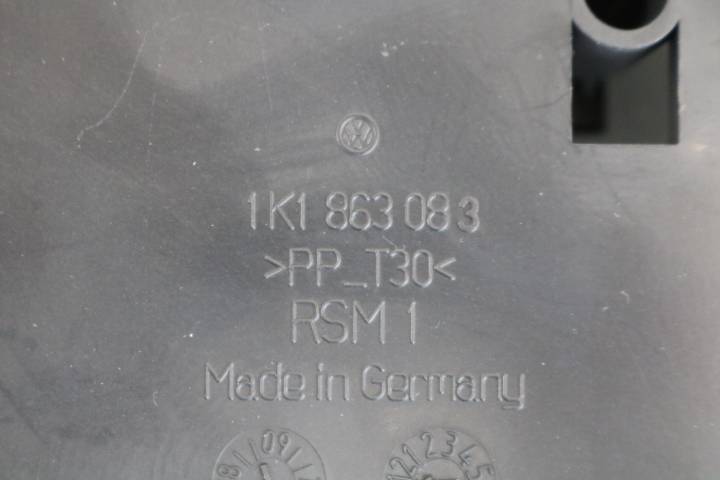 1K1 863 083
>PP_T30<
RSM 1
Made in Germany